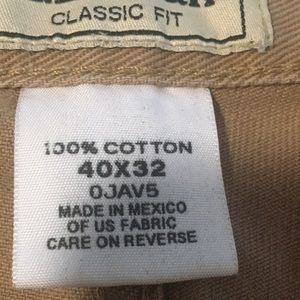 CLASSIC FIT
100% COTTON
40X32
0JAV5
MADE IN MEXICO
OF US FABRIC
CARE ON REVERSE